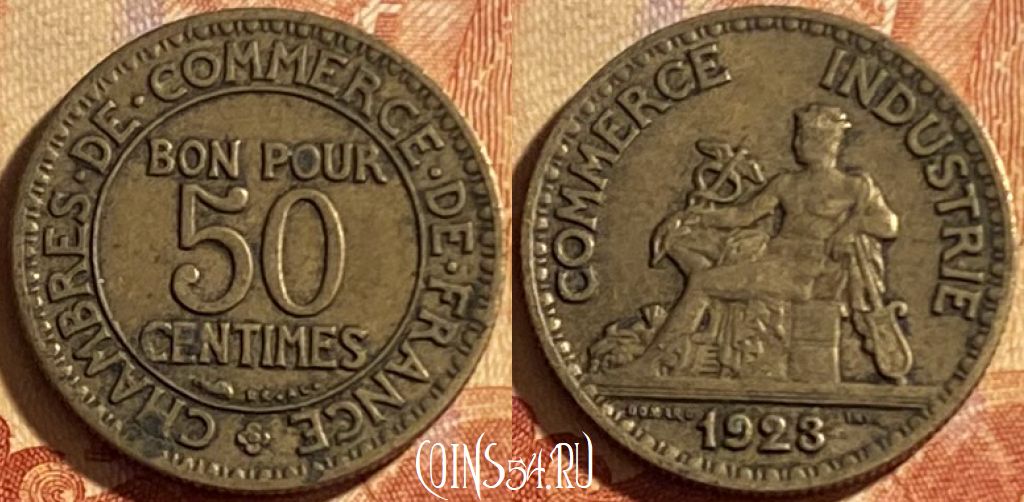 CHAMBRES · DE · COMMERCE · DE · FRANCE
BON POUR
50
CENTIMES
COMMERCE INDUSTRIE
1923
COINS54.RU